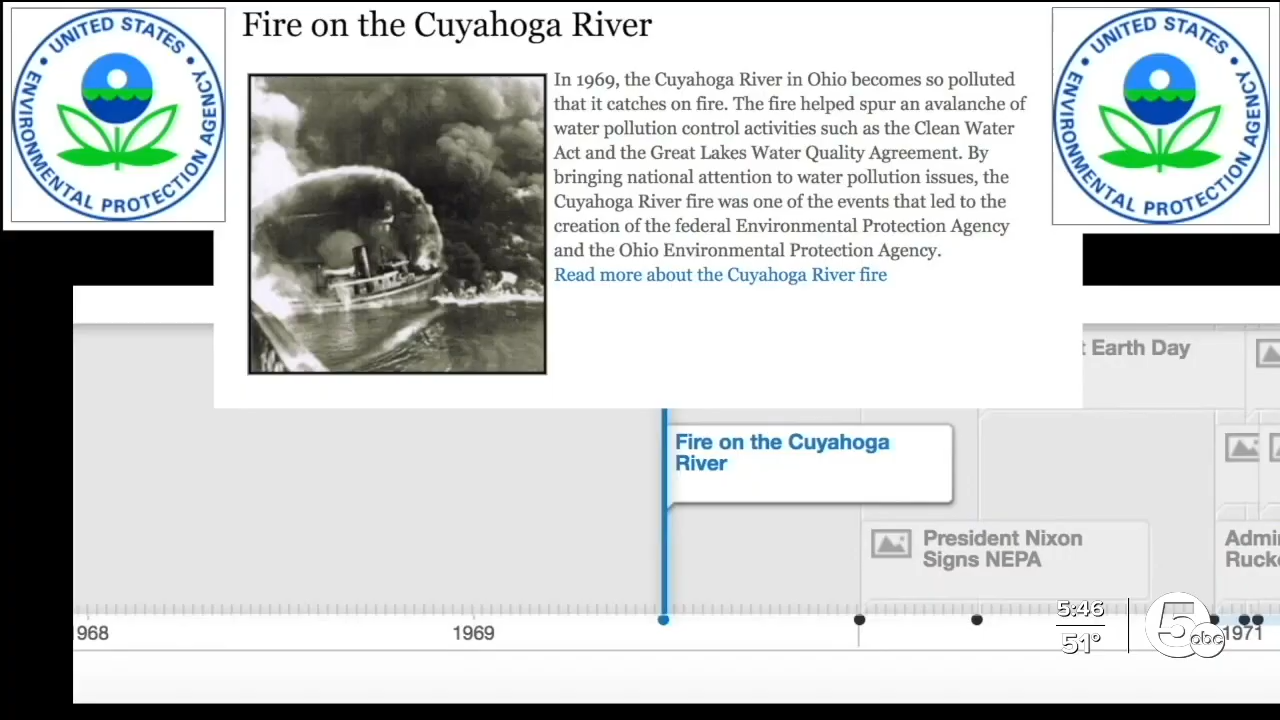 UNITED STATES
ENVIRONMENTAL PROTECTION AGENCY
Fire on the Cuyahoga River
In 1969, the Cuyahoga River in Ohio becomes so polluted
that it catches on fire. The fire helped spur an avalanche of
water pollution control activities such as the Clean Water
Act and the Great Lakes Water Quality Agreement. By
bringing national attention to water pollution issues, the
Cuyahoga River fire was one of the events that led to the
creation of the federal Environmental Protection Agency
and the Ohio Environmental Protection Agency.
Read more about the Cuyahoga River fire
UNITED STATES
ENVIRONMENTAL PROTECTION AGENCY
t Earth Day
Fire on the Cuyahoga
River
President Nixon
Signs NEPA
Admi
Ruck
5:46
51°
5
abc
968
1969
1971